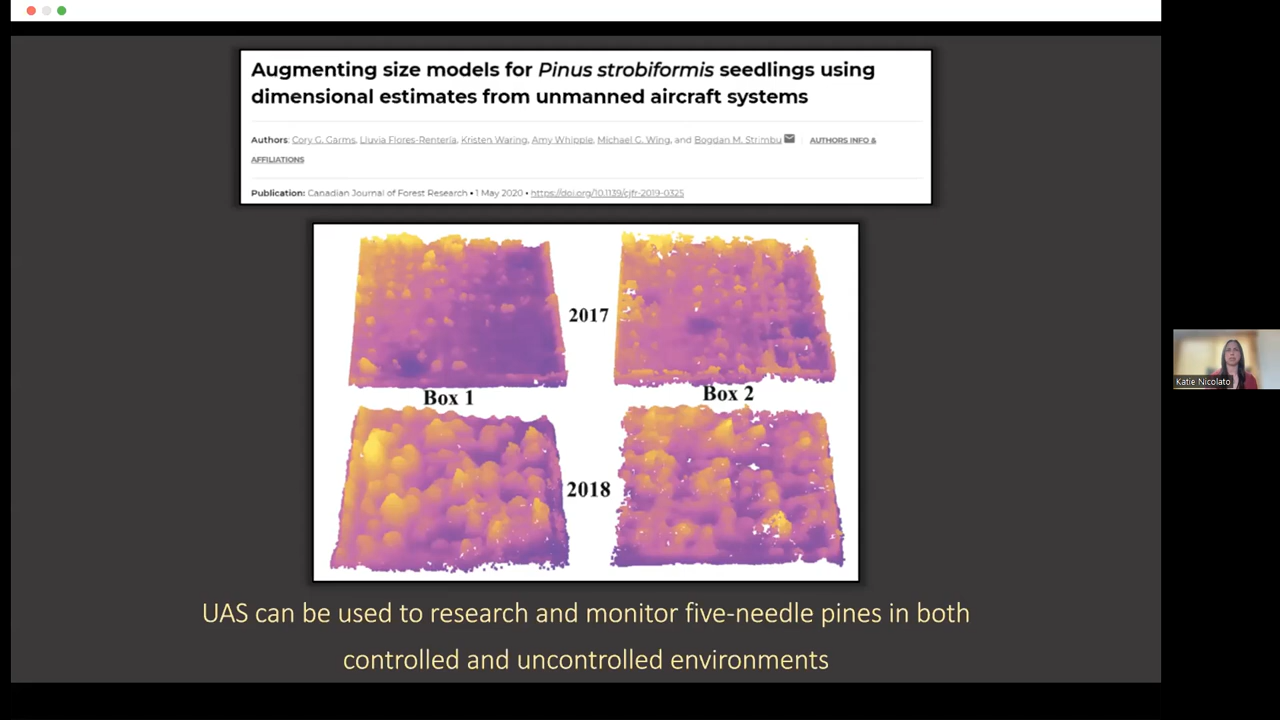 Augmenting size models for Pinus strobiformis seedlings using
dimensional estimates from unmanned aircraft systems
Authors: Cory G. Garms, Lluvia Flores-Rentería, Kristen Waring, Amy Whipple, Michael G. Wing, and Bogdan M. Strimbu AUTHORS INFO &
AFFILIATIONS
Publication: Canadian Journal of Forest Research • 1 May 2020 • https://doi.org/10.1139/cjfr-2019-0325
2017
Box 1
Box 2
2018
Katie Nicolato
UAS can be used to research and monitor five-needle pines in both
controlled and uncontrolled environments